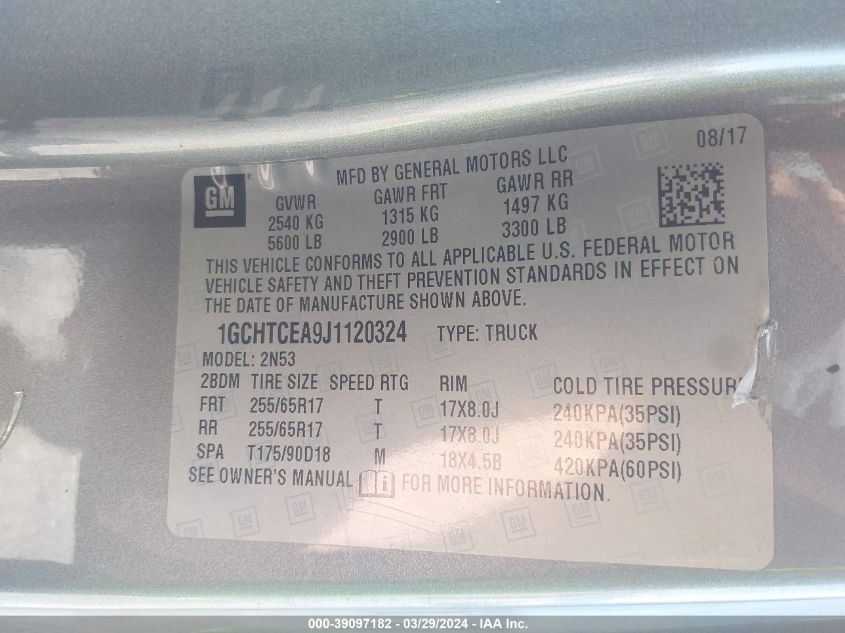 08/17
GM
MFD BY GENERAL MOTORS LLC
GVWR GAWR FRT GAWR RR
2540 KG 1315 KG 1497 KG
5600 LB 2900 LB 3300 LB
THIS VEHICLE CONFORMS TO ALL APPLICABLE U.S. FEDERAL MOTOR
VEHICLE SAFETY AND THEFT PREVENTION STANDARDS IN EFFECT ON
THE DATE OF MANUFACTURE SHOWN ABOVE.
1GCHTCEA9J1120324 TYPE: TRUCK
MODEL: 2N53
2BDM TIRE SIZE SPEED RTG RIM COLD TIRE PRESSURE
FRT 255/65R17 T 17X8.0J 240KPA(35PSI)
RR 255/65R17 T 17X8.0J 240KPA(35PSI)
SPA T175/90D18 M 18X4.5B 420KPA(60PSI)
SEE OWNER'S MANUAL FOR MORE INFORMATION.
000-39097182 - 03/29/2024 - IAA Inc.